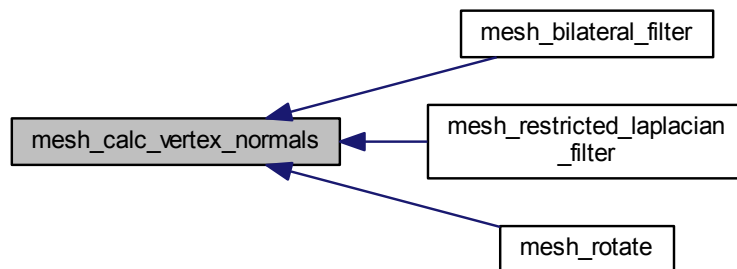 mesh_bilateral_filter
mesh_calc_vertex_normals
mesh_restricted_laplacian
_filter
mesh_rotate